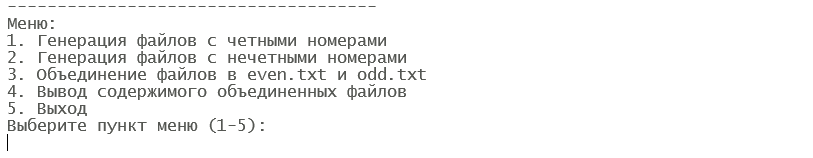 -------------------------------------
Меню:
1. Генерация файлов с четными номерами
2. Генерация файлов с нечетными номерами
3. Объединение файлов в even.txt и odd.txt
4. Вывод содержимого объединенных файлов
5. Выход
Выберите пункт меню (1-5):